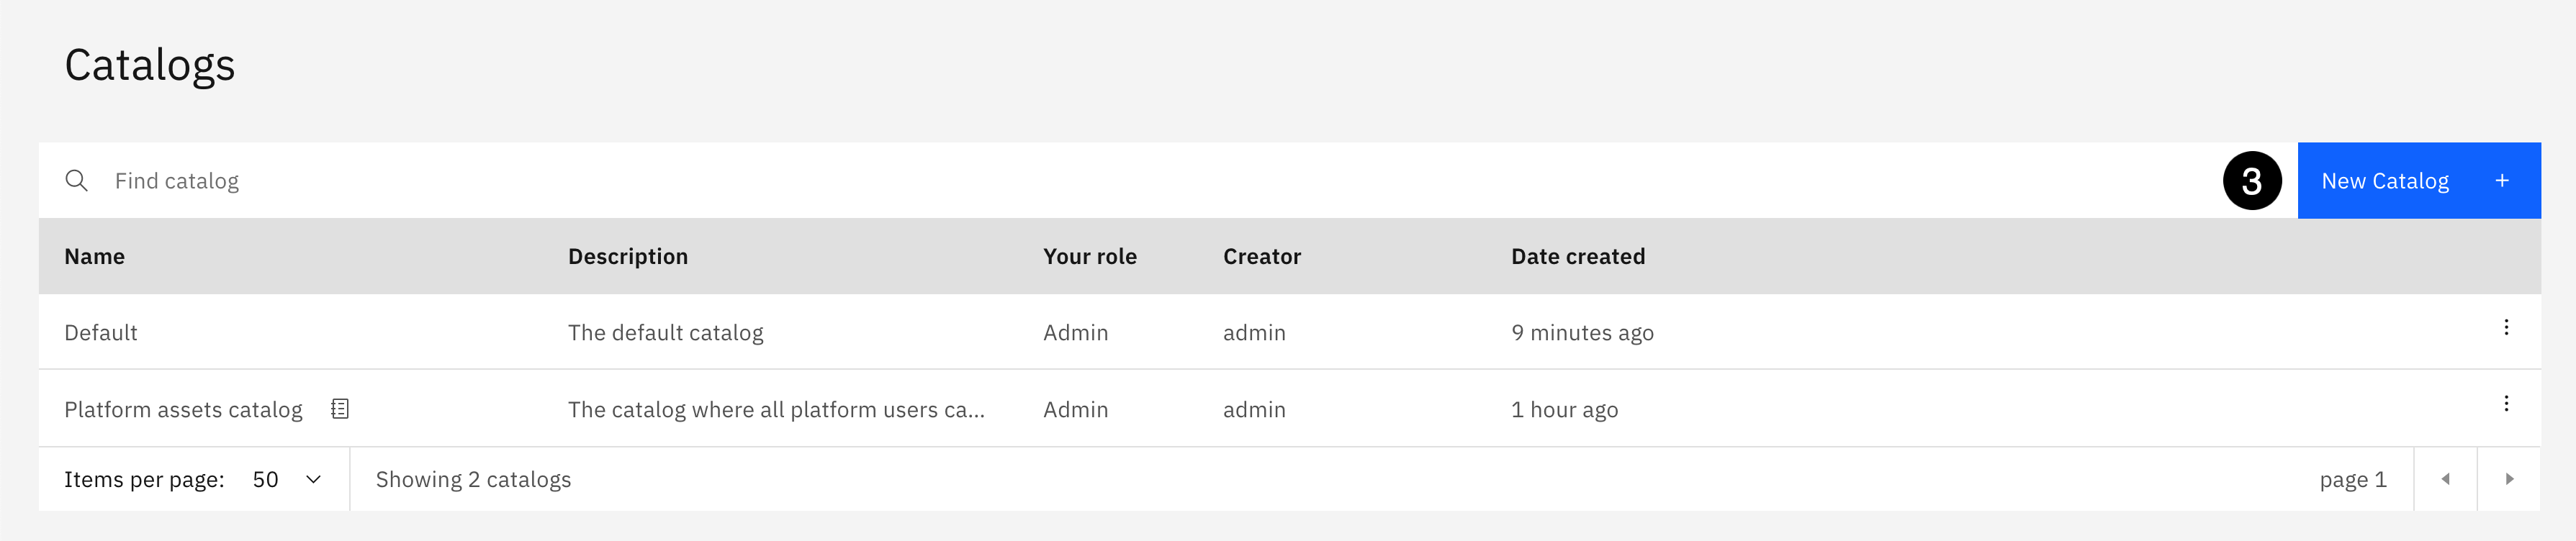 Catalogs
Find catalog
3
New Catalog +
Name Description Your role Creator Date created
Default The default catalog Admin admin 9 minutes ago
Platform assets catalog The catalog where all platform users ca... Admin admin 1 hour ago
Items per page: 50 Showing 2 catalogs page 1